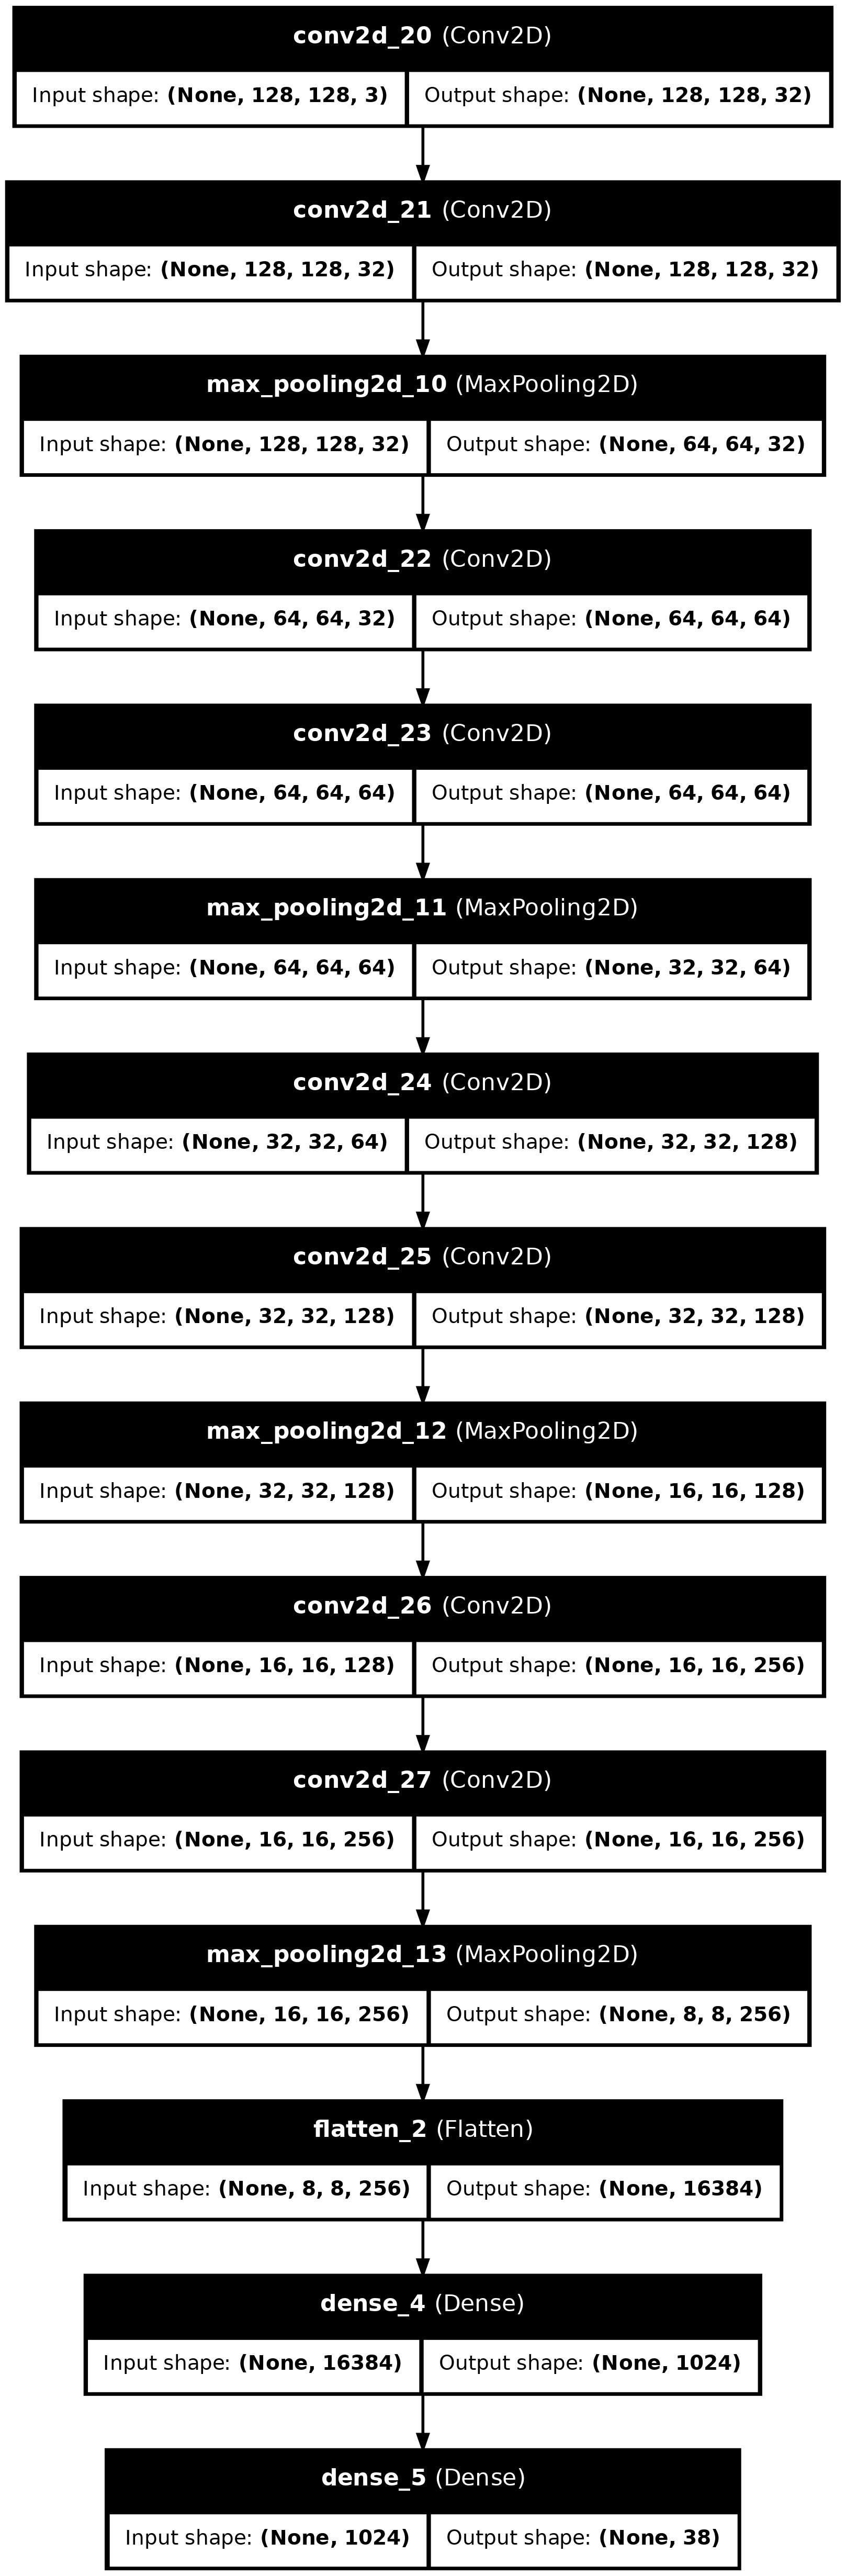 conv2d_20 (Conv2D)
Input shape: (None, 128, 128, 3) Output shape: (None, 128, 128, 32)
conv2d_21 (Conv2D)
Input shape: (None, 128, 128, 32) Output shape: (None, 128, 128, 32)
max_pooling2d_10 (MaxPooling2D)
Input shape: (None, 128, 128, 32) Output shape: (None, 64, 64, 32)
conv2d_22 (Conv2D)
Input shape: (None, 64, 64, 32) Output shape: (None, 64, 64, 64)
conv2d_23 (Conv2D)
Input shape: (None, 64, 64, 64) Output shape: (None, 64, 64, 64)
max_pooling2d_11 (MaxPooling2D)
Input shape: (None, 64, 64, 64) Output shape: (None, 32, 32, 64)
conv2d_24 (Conv2D)
Input shape: (None, 32, 32, 64) Output shape: (None, 32, 32, 128)
conv2d_25 (Conv2D)
Input shape: (None, 32, 32, 128) Output shape: (None, 32, 32, 128)
max_pooling2d_12 (MaxPooling2D)
Input shape: (None, 32, 32, 128) Output shape: (None, 16, 16, 128)
conv2d_26 (Conv2D)
Input shape: (None, 16, 16, 128) Output shape: (None, 16, 16, 256)
conv2d_27 (Conv2D)
Input shape: (None, 16, 16, 256) Output shape: (None, 16, 16, 256)
max_pooling2d_13 (MaxPooling2D)
Input shape: (None, 16, 16, 256) Output shape: (None, 8, 8, 256)
flatten_2 (Flatten)
Input shape: (None, 8, 8, 256) Output shape: (None, 16384)
dense_4 (Dense)
Input shape: (None, 16384) Output shape: (None, 1024)
dense_5 (Dense)
Input shape: (None, 1024) Output shape: (None, 38)